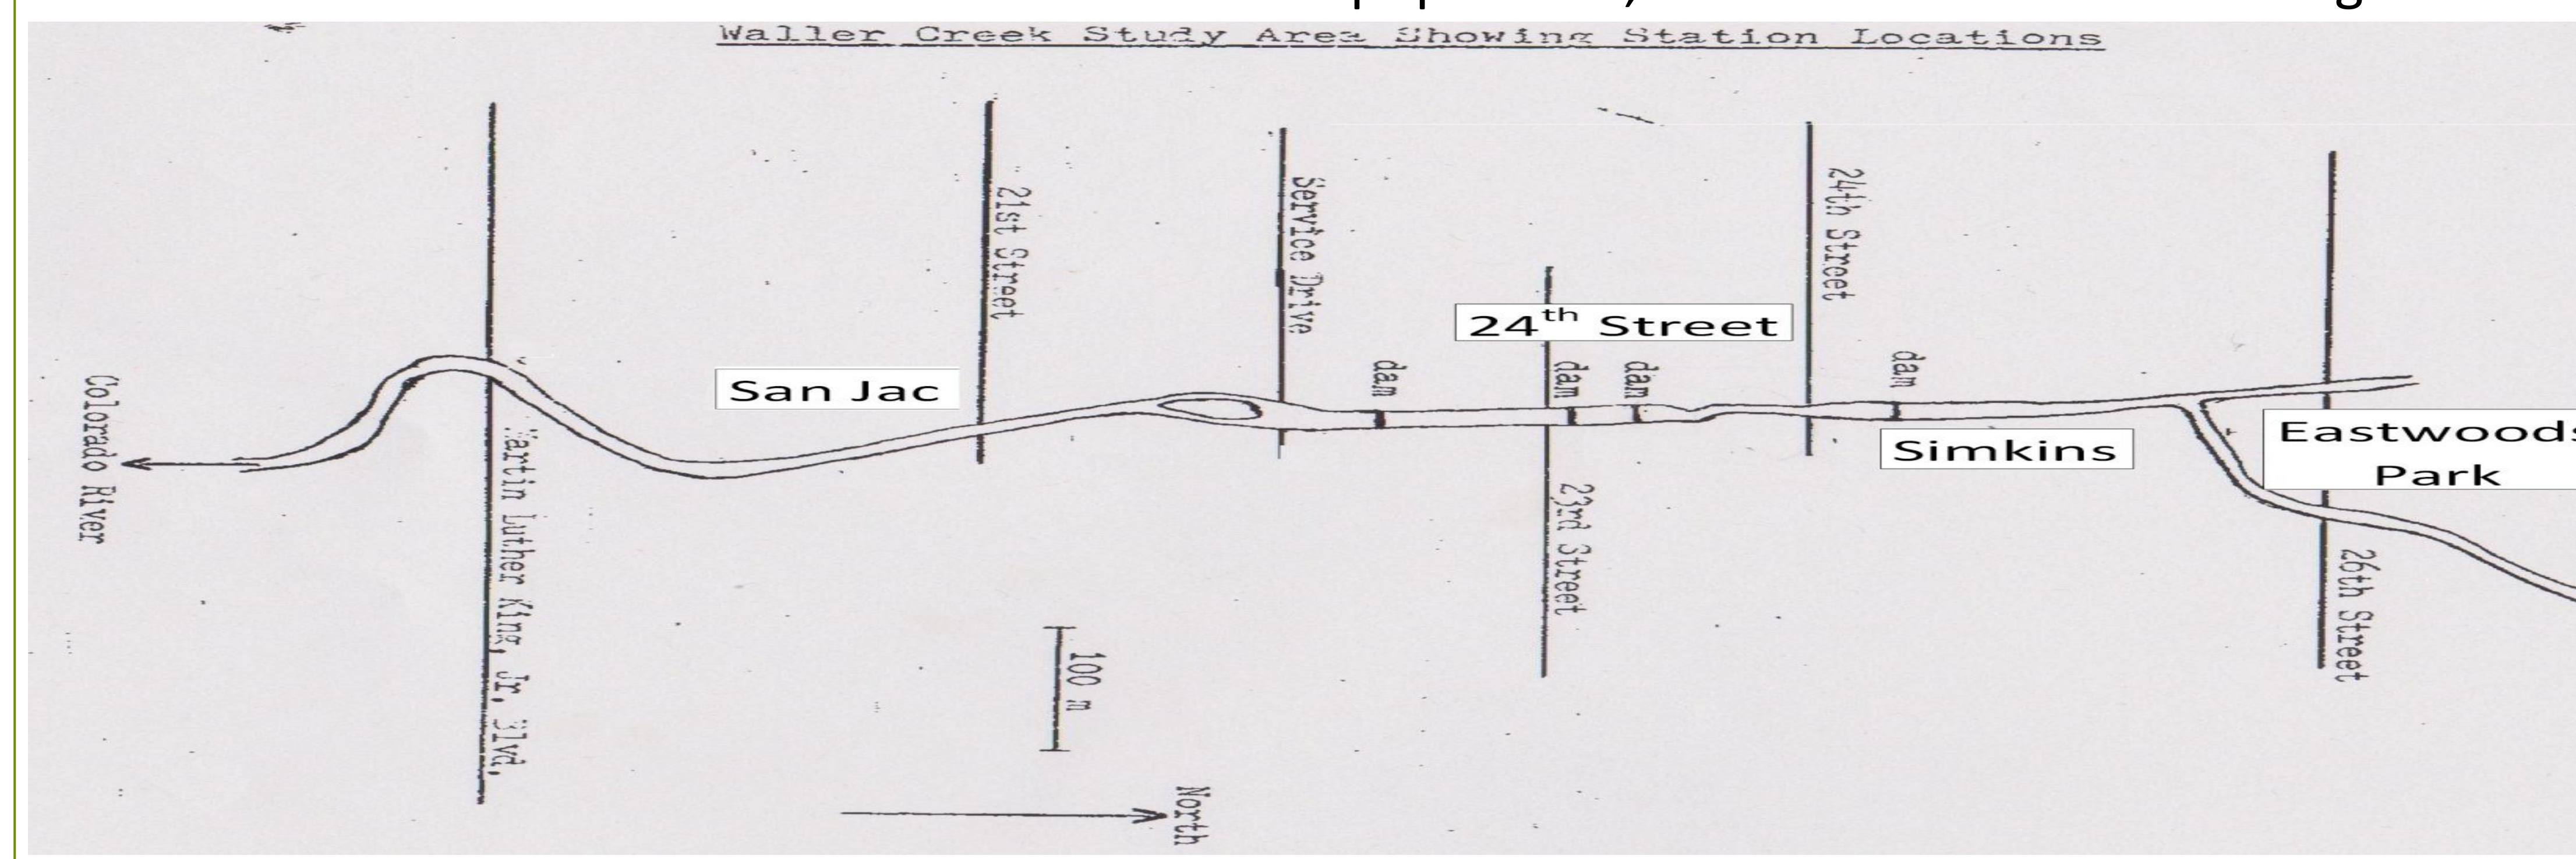 Waller Creek Study Area Showing Station Locations
21st Street
Service Drive
24th Street
24th Street
dam
dam
dam
dam
San Jac
Simkins
Eastwoods
Park
Colorado River
Martin Luther King, Jr. Blvd.
23rd Street
26th Street
100 m
North